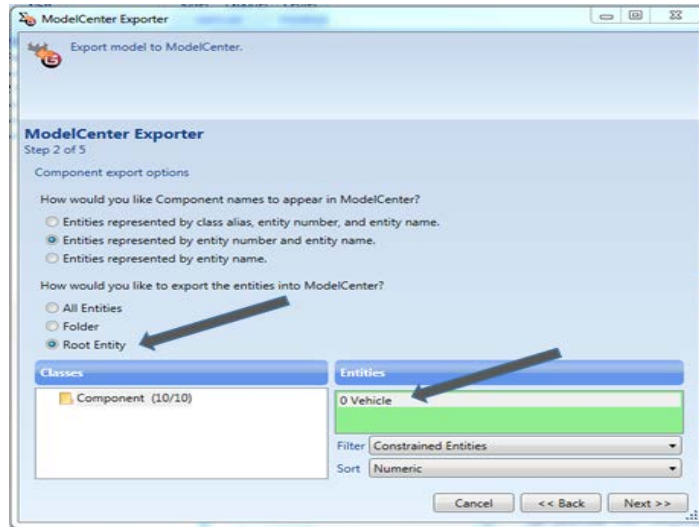 ModelCenter Exporter
Export model to ModelCenter.
ModelCenter Exporter
Step 2 of 5
Component export options
How would you like Component names to appear in ModelCenter?
Entities represented by class alias, entity number, and entity name.
Entities represented by entity number and entity name.
Entities represented by entity name.
How would you like to export the entities into ModelCenter?
All Entities
Folder
Root Entity
Classes
Component (10/10)
Entities
0 Vehicle
Filter Constrained Entities
Sort Numeric
Cancel << Back Next >>